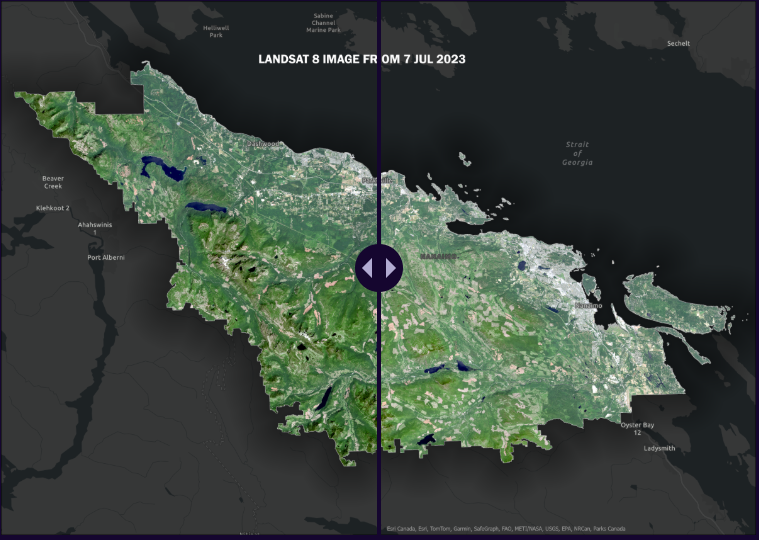 Sabine
Channel
Marine Park
Helliwell
Park
Sechelt
LANDSAT 8 IMAGE FROM 7 JUL 2023
Strait
of
Georgia
Dashwood
Beaver
Creek
Klehkoot 2
Ahahswinis
1
Port Alberni
NANAIMO
Nanaimo
Oyster Bay
12
Ladysmith
Esri Canada, Esri, TomTom, Garmin, SafeGraph, FAO, METI/NASA, USGS, EPA, NRCan, Parks Canada